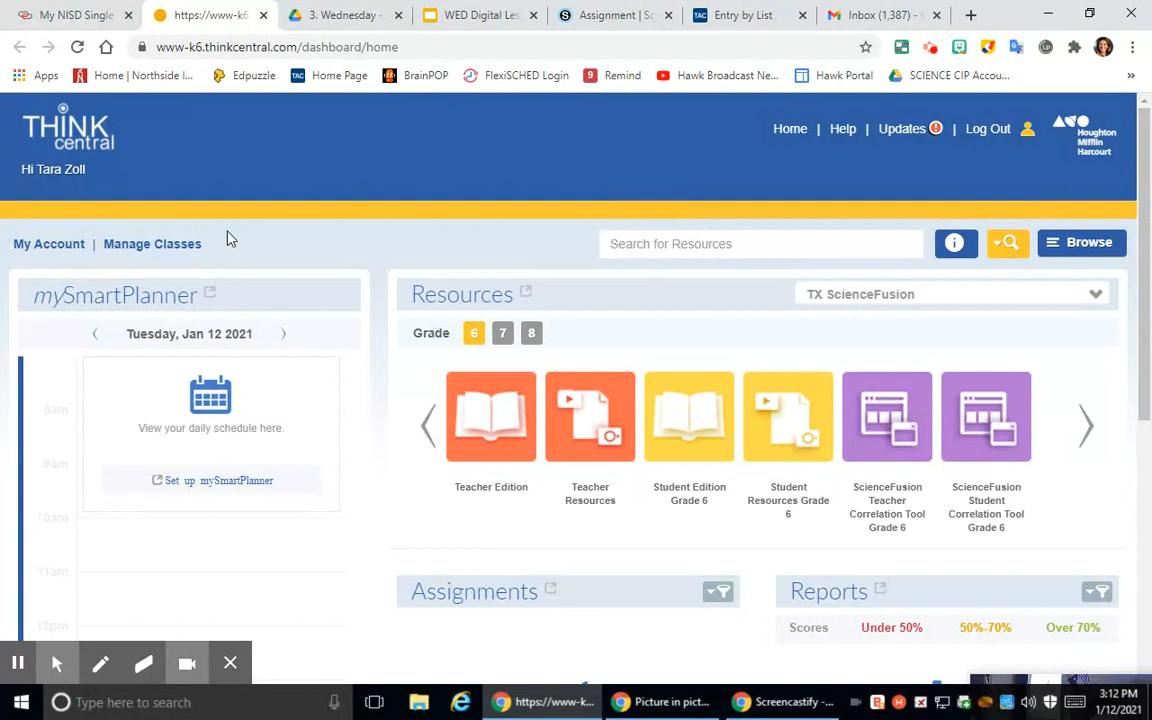 My NISD Single
https://www-k6
3. Wednesday -
WED Digital Les
Assignment | Sc
Entry by List
Inbox (1,387) - t
www-k6.thinkcentral.com/dashboard/home
Apps
Home | Northside I...
Edpuzzle
TAC
Home Page
BrainPOP
FlexiSCHED Login
9 Remind
Hawk Broadcast Ne...
Hawk Portal
SCIENCE CIP Accou...
»
THINK
central
Hi Tara Zoll
Home | Help | Updates | Log Out
Houghton
Mifflin
Harcourt
My Account | Manage Classes
Search for Resources
Browse
mySmartPlanner
Tuesday, Jan 12 2021
8am
View your daily schedule here.
9am
Set up mySmartPlanner
10am
11am
12pm
Resources
TX ScienceFusion
Grade 6 7 8
Teacher Edition
Teacher
Resources
Student Edition
Grade 6
Student
Resources Grade
6
ScienceFusion
Teacher
Correlation Tool
Grade 6
ScienceFusion
Student
Correlation Tool
Grade 6
Assignments
Reports
Scores Under 50% 50%-70% Over 70%
Type here to search
https://www-k...
Picture in pict...
Screencastify -...
3:12 PM
1/12/2021